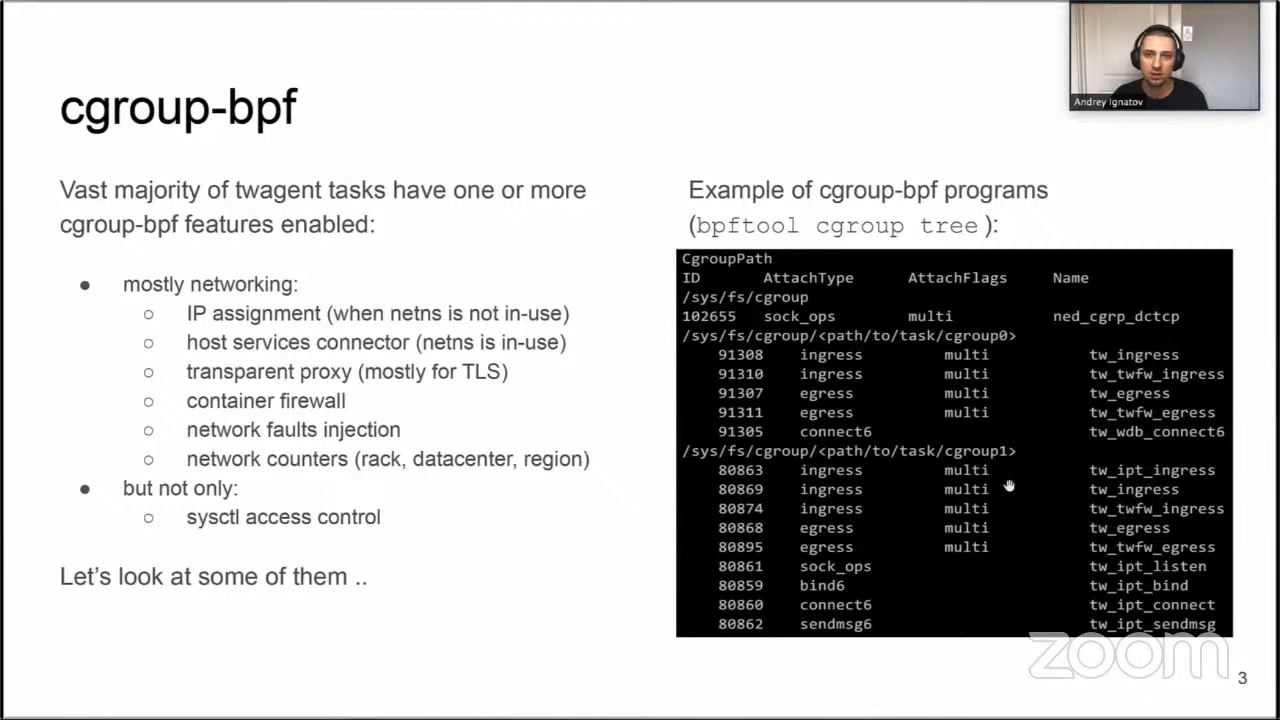 cgroup-bpf
Vast majority of twagent tasks have one or more
cgroup-bpf features enabled:
● mostly networking:
○ IP assignment (when netns is not in-use)
○ host services connector (netns is in-use)
○ transparent proxy (mostly for TLS)
○ container firewall
○ network faults injection
○ network counters (rack, datacenter, region)
● but not only:
○ sysctl access control
Let's look at some of them ..
Example of cgroup-bpf programs
(bpftool cgroup tree ):
CgroupPath
ID AttachType AttachFlags Name
/sys/fs/cgroup
102655 sock_ops multi ned_cgrp_dctcp
/sys/fs/cgroup/<path/to/task/cgroup0>
91308 ingress multi tw_ingress
91310 ingress multi tw_twfw_ingress
91307 egress multi tw_egress
91311 egress multi tw_twfw_egress
91305 connect6 tw_wdb_connect6
/sys/fs/cgroup/<path/to/task/cgroup1>
80863 ingress multi tw_ipt_ingress
80869 ingress multi tw_ingress
80874 ingress multi tw_twfw_ingress
80868 egress multi tw_egress
80895 egress multi tw_twfw_egress
80861 sock_ops tw_ipt_listen
80859 bind6 tw_ipt_bind
80860 connect6 tw_ipt_connect
80862 sendmsg6 tw_ipt_sendmsg
Andrey Ignatov
zoom
3